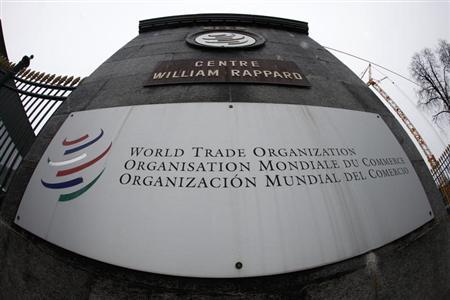 CENTRE
WILLIAM RAPPARD
WORLD TRADE ORGANIZATION
ORGANISATION MONDIALE DU COMMERCE
ORGANIZACIÓN MUNDIAL DEL COMERCIO